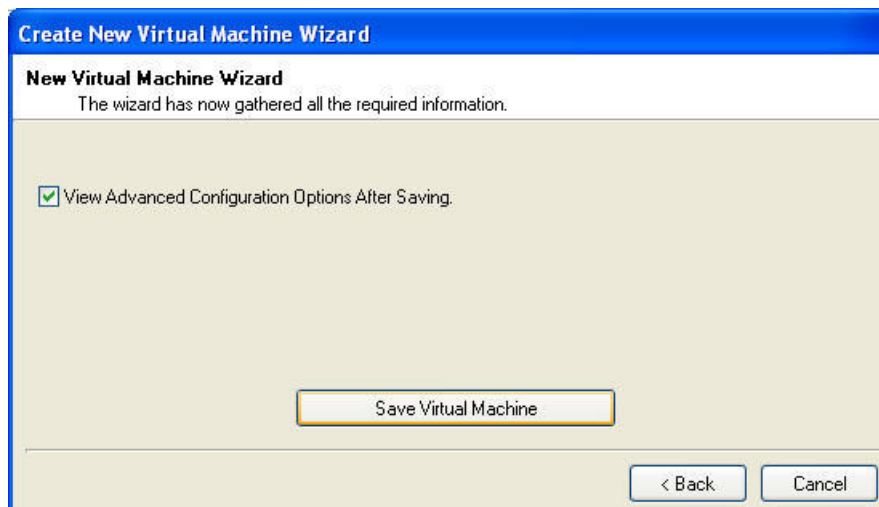 Create New Virtual Machine Wizard
New Virtual Machine Wizard
The wizard has now gathered all the required information.
View Advanced Configuration Options After Saving.
Save Virtual Machine
< Back
Cancel